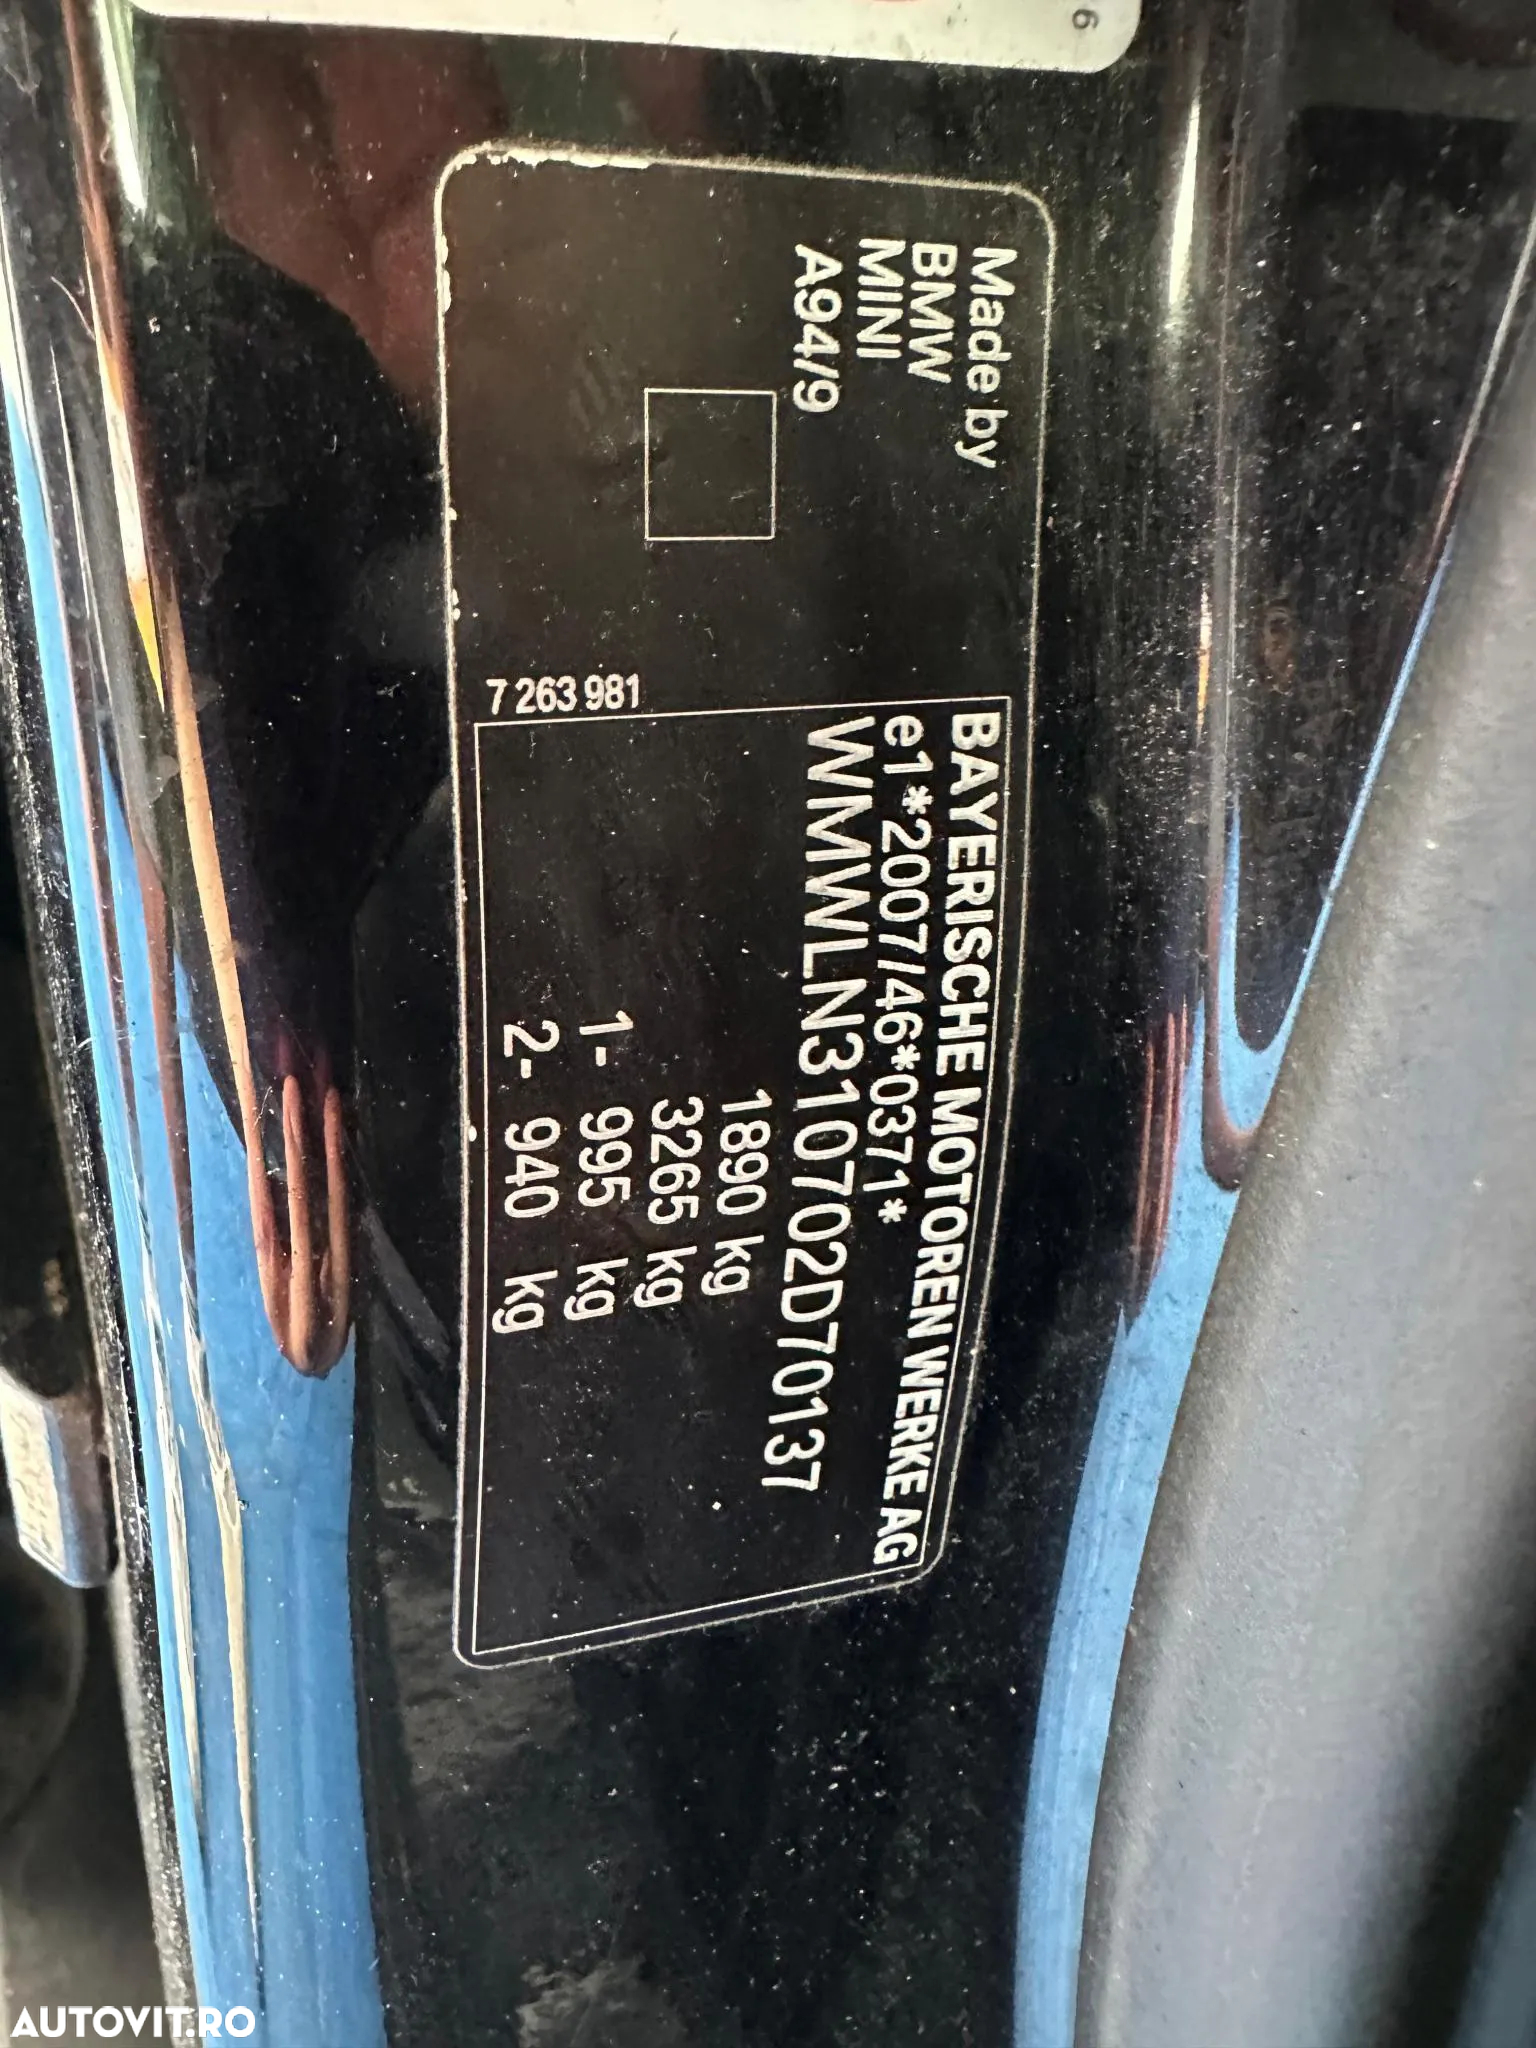 6
Made by
BMW
MINI
A94/9
7 263 981
BAYERISCHE MOTOREN WERKE AG
e1*2007/46*0371*
WMWLN310702D70137
1890 kg
3265 kg
1- 995 kg
2- 940 kg
AUTOVIT.RO